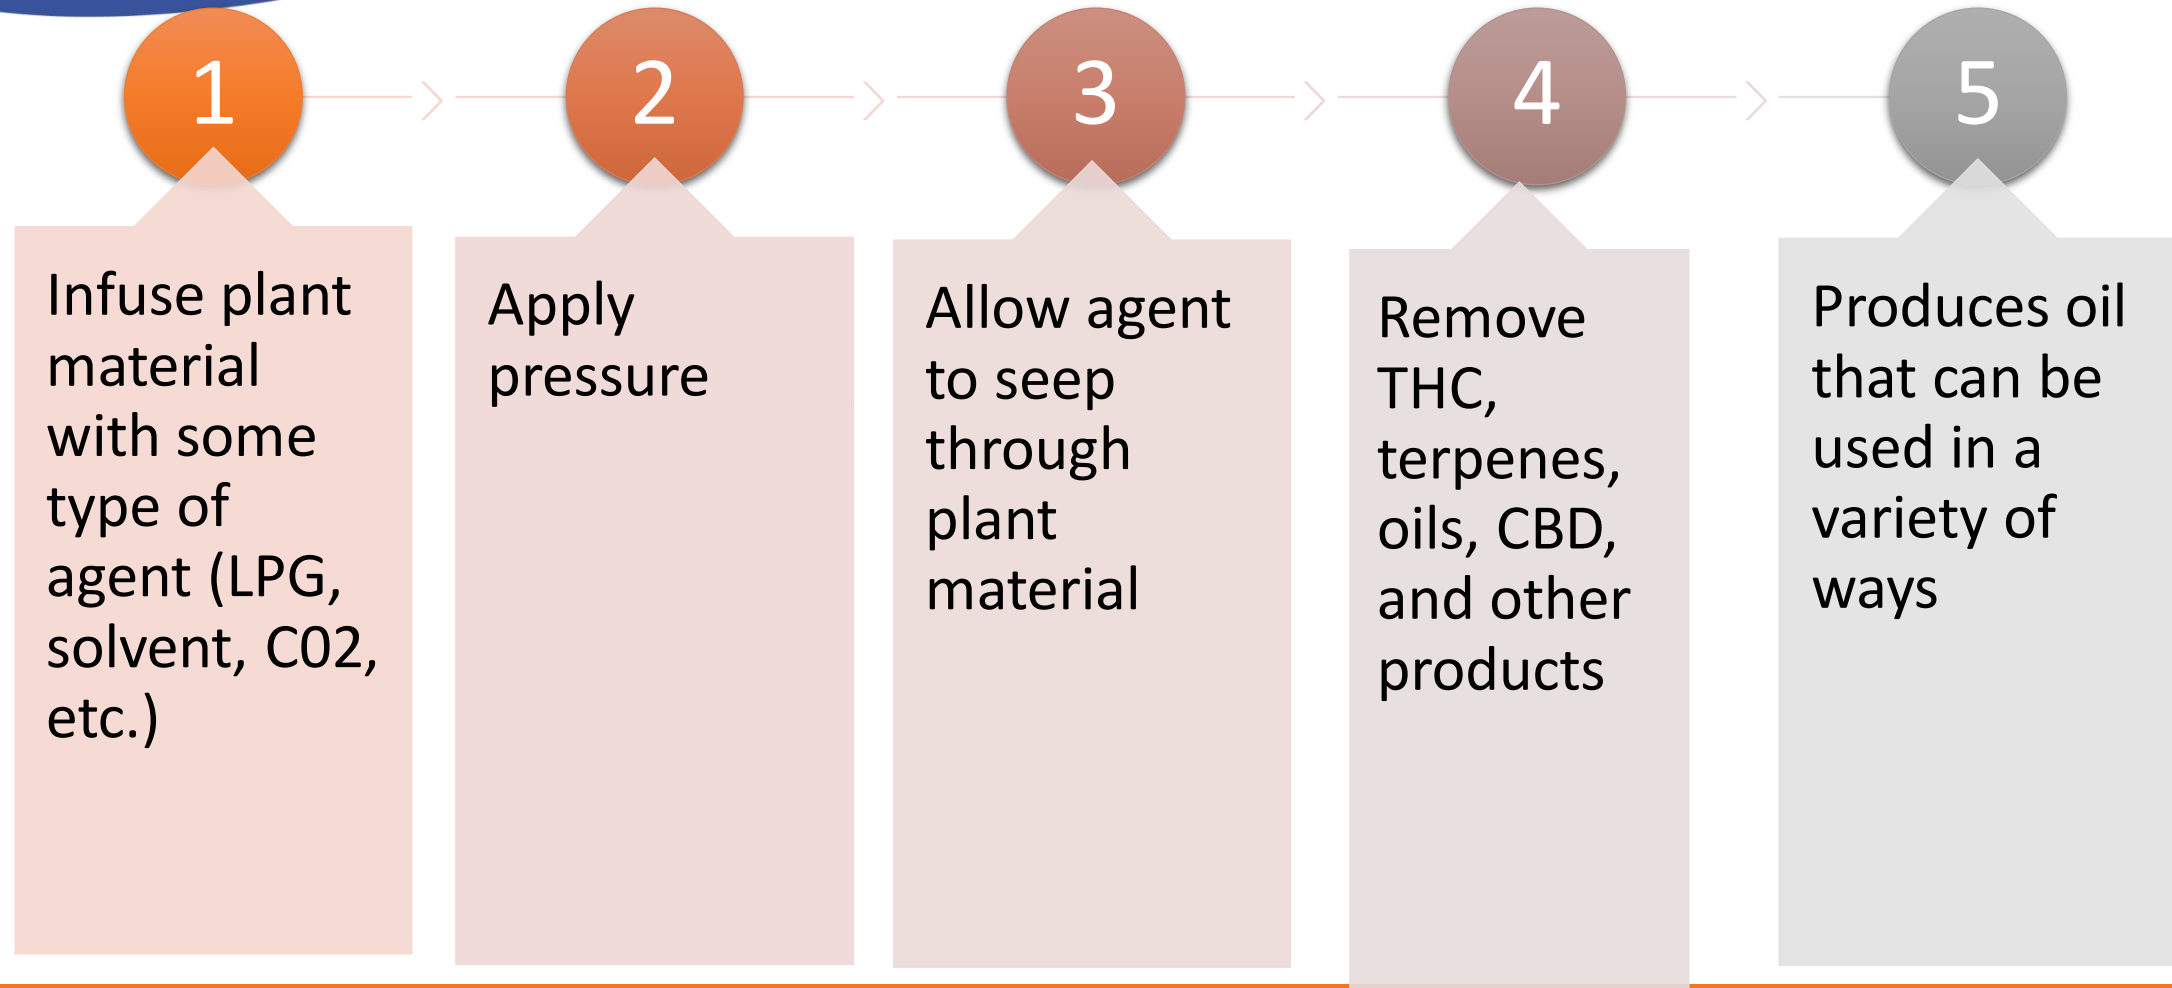 1
Infuse plant
material
with some
type of
agent (LPG,
solvent, C02,
etc.)
2
Apply
pressure
3
Allow agent
to seep
through
plant
material
4
Remove
THC,
terpenes,
oils, CBD,
and other
products
5
Produces oil
that can be
used in a
variety of
ways